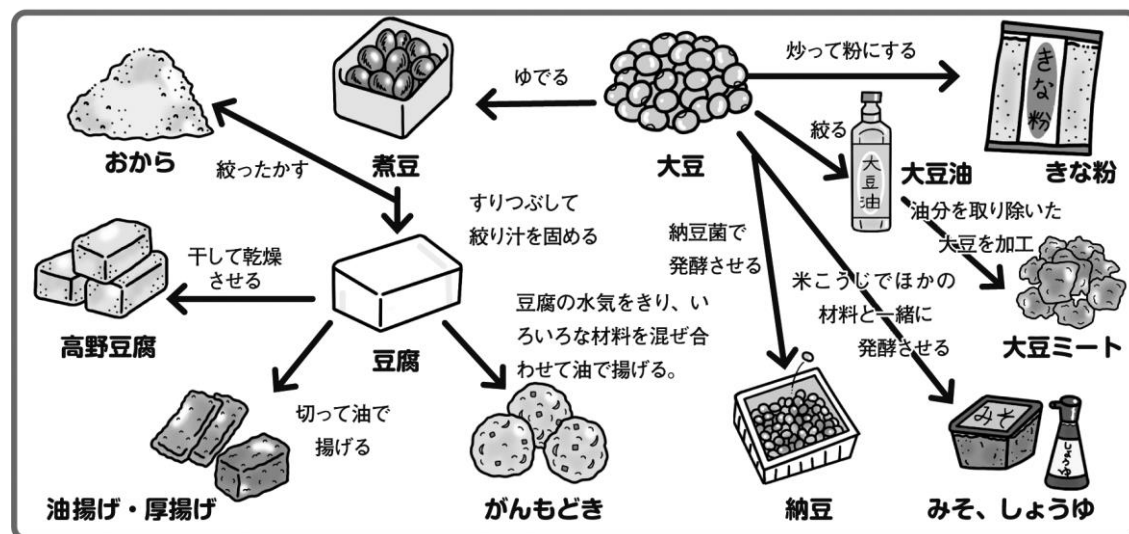 炒って粉にする
きな粉
ゆでる
絞る
おから
絞ったかす
煮豆
大豆
大豆油
大豆油
きな粉
すりつぶして
絞り汁を固める
納豆菌で
発酵させる
油分を取り除いた
大豆を加工
干して乾燥
させる
米こうじでほかの
材料と一緒に
発酵させる
豆腐の水気をきり、い
ろいろな材料を混ぜ合
わせて油で揚げる。
高野豆腐
豆腐
大豆ミート
切って油で
揚げる
みそ
しょうゆ
油揚げ・厚揚げ
がんもどき
納豆
みそ、しょうゆ